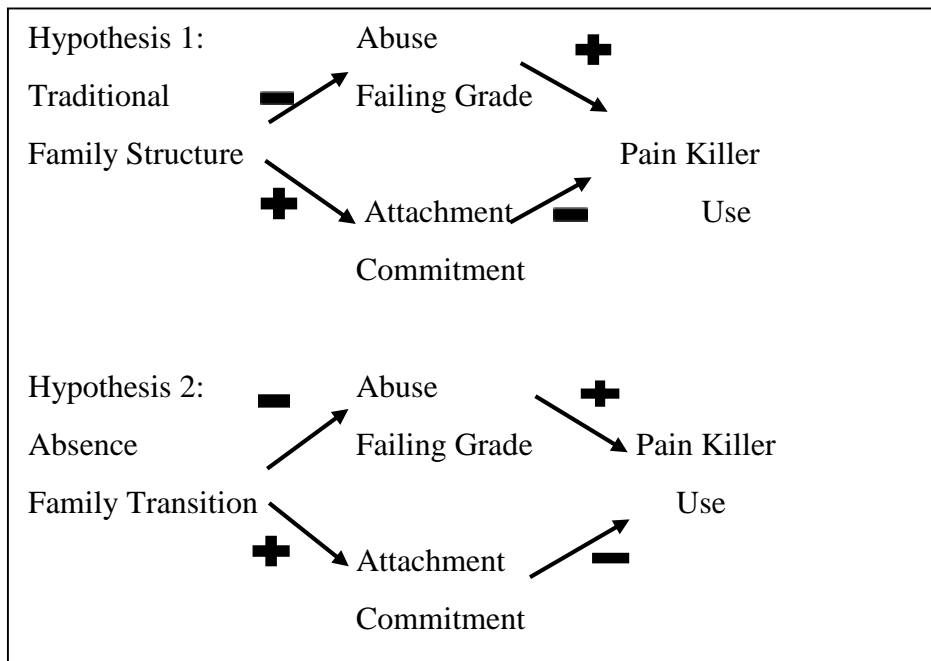 Hypothesis 1: Abuse
Traditional Failing Grade
Family Structure Pain Killer
Attachment Use
Commitment
Hypothesis 2: Abuse
Absence Failing Grade Pain Killer
Family Transition Use
Attachment
Commitment